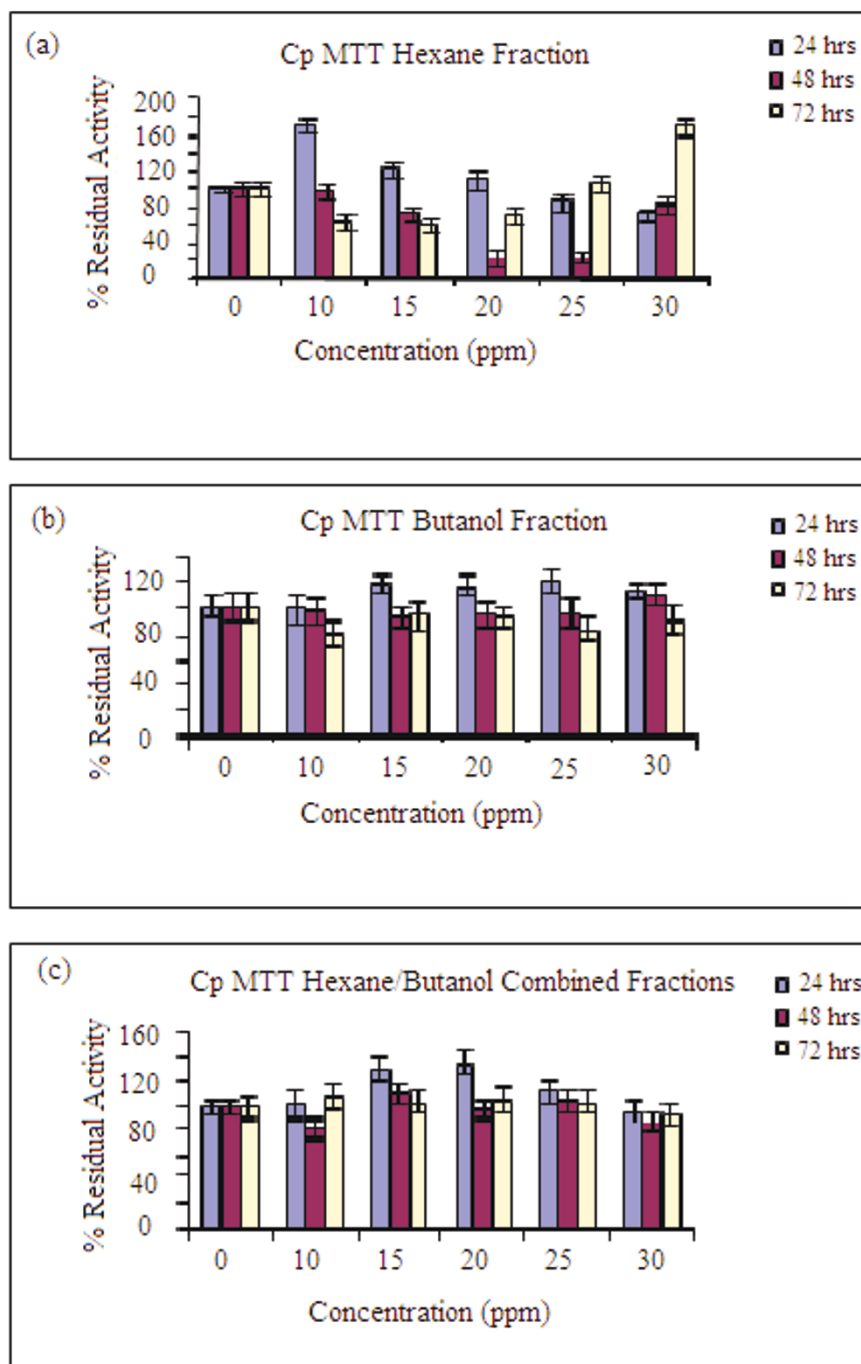 (a)
Cp MTT Hexane Fraction
24 hrs
48 hrs
72 hrs
% Residual Activity
200
160
120
80
40
0
0 10 15 20 25 30
Concentration (ppm)
(b)
Cp MTT Butanol Fraction
24 hrs
48 hrs
72 hrs
% Residual Activity
120
80
40
0
0 10 15 20 25 30
Concentration (ppm)
(c)
Cp MTT Hexane/Butanol Combined Fractions
24 hrs
48 hrs
72 hrs
% Residual Activity
160
120
80
40
0
0 10 15 20 25 30
Concentration (ppm)